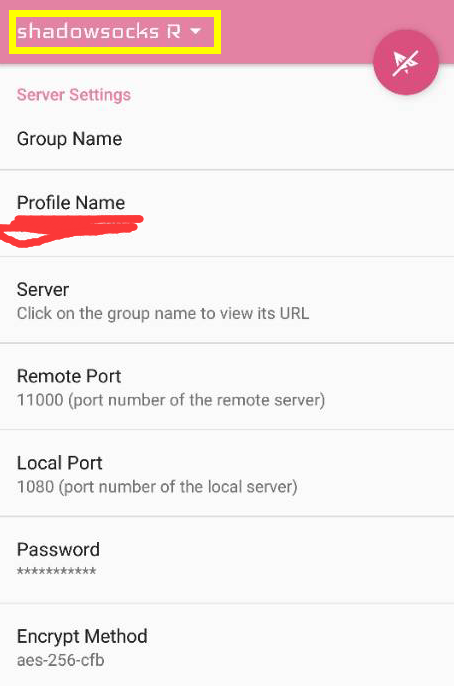 shadowsocks R
Server Settings
Group Name
Profile Name
Server
Click on the group name to view its URL
Remote Port
11000 (port number of the remote server)
Local Port
1080 (port number of the local server)
Password
***********
Encrypt Method
aes-256-cfb